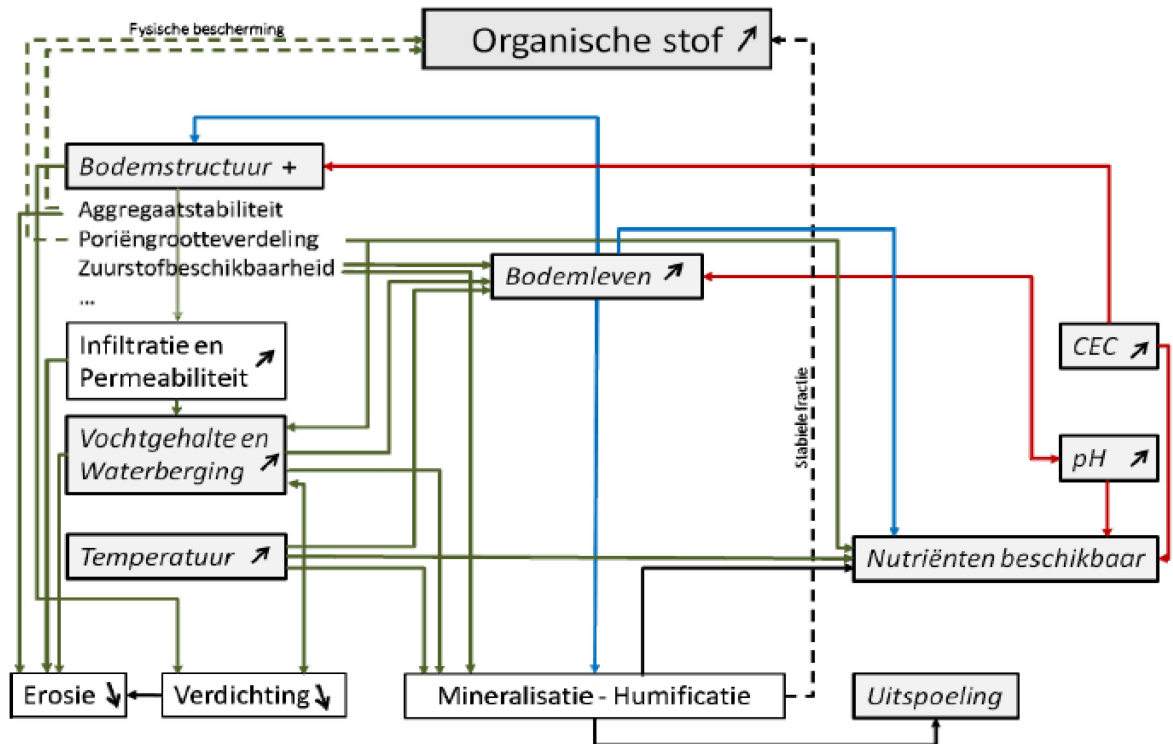 Fysische bescherming
Organische stof
Bodemstructuur +
Aggregaatstabiliteit
Poriëngrootteverdeling
Zuurstofbeschikbaarheid
...
Bodemleven
Infiltratie en
Permeabiliteit
CEC
Stabiele fractie
Vochtgehalte en
Waterberging
pH
Temperatuur
Nutriënten beschikbaar
Erosie
Verdichting
Mineralisatie - Humificatie
Uitspoeling